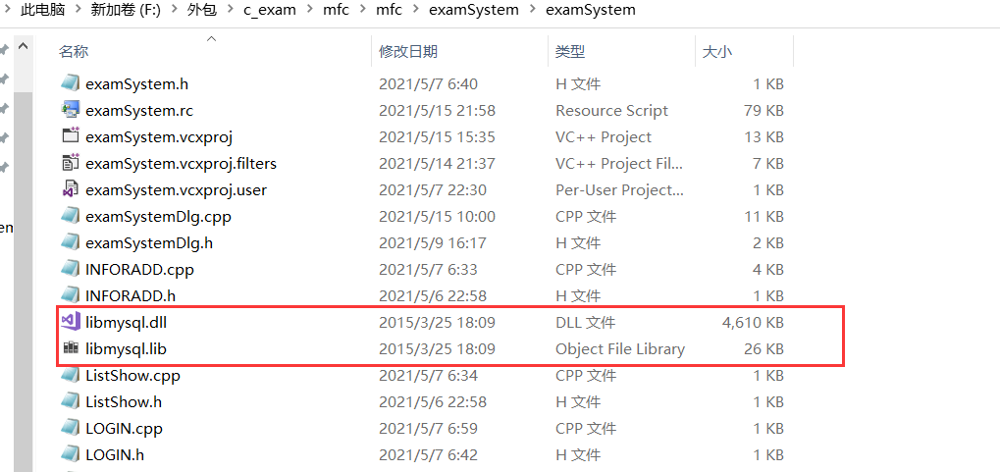 此电脑 > 新加卷 (F:) > 外包 > c_exam > mfc > mfc > examSystem > examSystem
名称 修改日期 类型 大小
examSystem.h 2021/5/7 6:40 H 文件 1 KB
examSystem.rc 2021/5/15 21:58 Resource Script 79 KB
examSystem.vcxproj 2021/5/15 15:35 VC++ Project 13 KB
examSystem.vcxproj.filters 2021/5/14 21:37 VC++ Project Fil... 7 KB
examSystem.vcxproj.user 2021/5/7 22:30 Per-User Project... 1 KB
examSystemDlg.cpp 2021/5/15 10:00 CPP 文件 11 KB
examSystemDlg.h 2021/5/9 16:17 H 文件 2 KB
INFORADD.cpp 2021/5/7 6:33 CPP 文件 4 KB
INFORADD.h 2021/5/6 22:58 H 文件 1 KB
libmysql.dll 2015/3/25 18:09 DLL 文件 4,610 KB
libmysql.lib 2015/3/25 18:09 Object File Library 26 KB
ListShow.cpp 2021/5/7 6:34 CPP 文件 1 KB
ListShow.h 2021/5/6 22:58 H 文件 1 KB
LOGIN.cpp 2021/5/7 6:59 CPP 文件 1 KB
LOGIN.h 2021/5/7 6:42 H 文件 1 KB